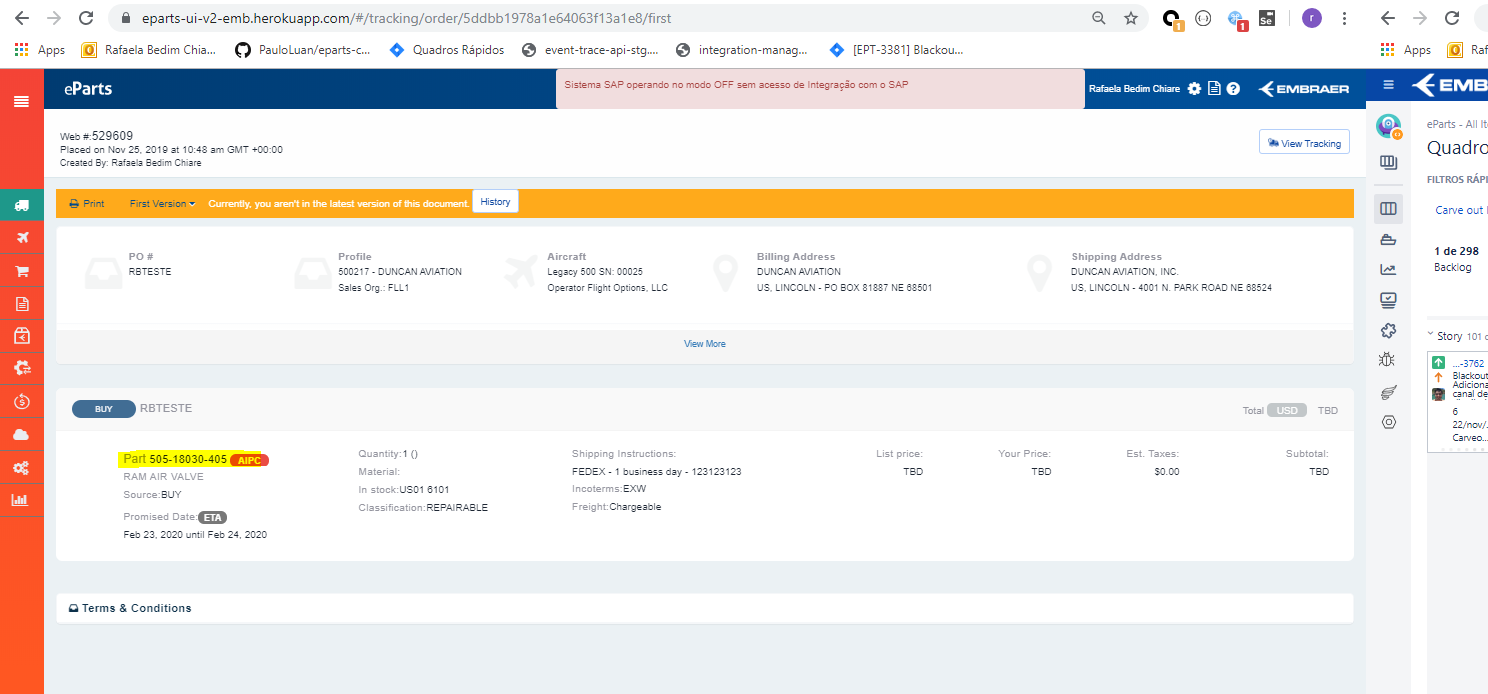 eparts-ui-v2-emb.herokuapp.com/#/tracking/order/5ddbb1978a1e64063f13a1e8/first
1
1
Se
r
Apps
Rafaela Bedim Chia...
PauloLuan/eparts-c...
Quadros Rápidos
event-trace-api-stg....
integration-manag...
[EPT-3381] Blackou...
Apps
Raf
eParts
Sistema SAP operando no modo OFF sem acesso de Integração com o SAP
Rafaela Bedim Chiare
EMBRAER
EMB
Web #:529609
Placed on Nov 25, 2019 at 10:48 am GMT +00:00
Created By: Rafaela Bedim Chiare
View Tracking
eParts - All It
Quadro
FILTROS RÁPI
Carve out
1 de 298
Backlog
Print
First Version
Currently, you aren't in the latest version of this document.
History
PO #
RBTESTE
Profile
500217 - DUNCAN AVIATION
Sales Org.: FLL1
Aircraft
Legacy 500 SN: 00025
Operator Flight Options, LLC
Billing Address
DUNCAN AVIATION
US, LINCOLN - PO BOX 81887 NE 68501
Shipping Address
DUNCAN AVIATION, INC.
US, LINCOLN - 4001 N. PARK ROAD NE 68524
View More
Story 101
...-3762
Blackout
Adiciona
canal de
6
22/nov/..
Carveo...
BUY
RBTESTE
Total
USD
TBD
Part 505-18030-405 AIPC
RAM AIR VALVE
Source:BUY
Promised Date: ETA
Feb 23, 2020 until Feb 24, 2020
Quantity:1 ()
Material:
In stock:US01 6101
Classification:REPAIRABLE
Shipping Instructions:
FEDEX - 1 business day - 123123123
Incoterms:EXW
Freight:Chargeable
List price:
TBD
Your Price:
TBD
Est. Taxes:
$0.00
Subtotal:
TBD
Terms & Conditions